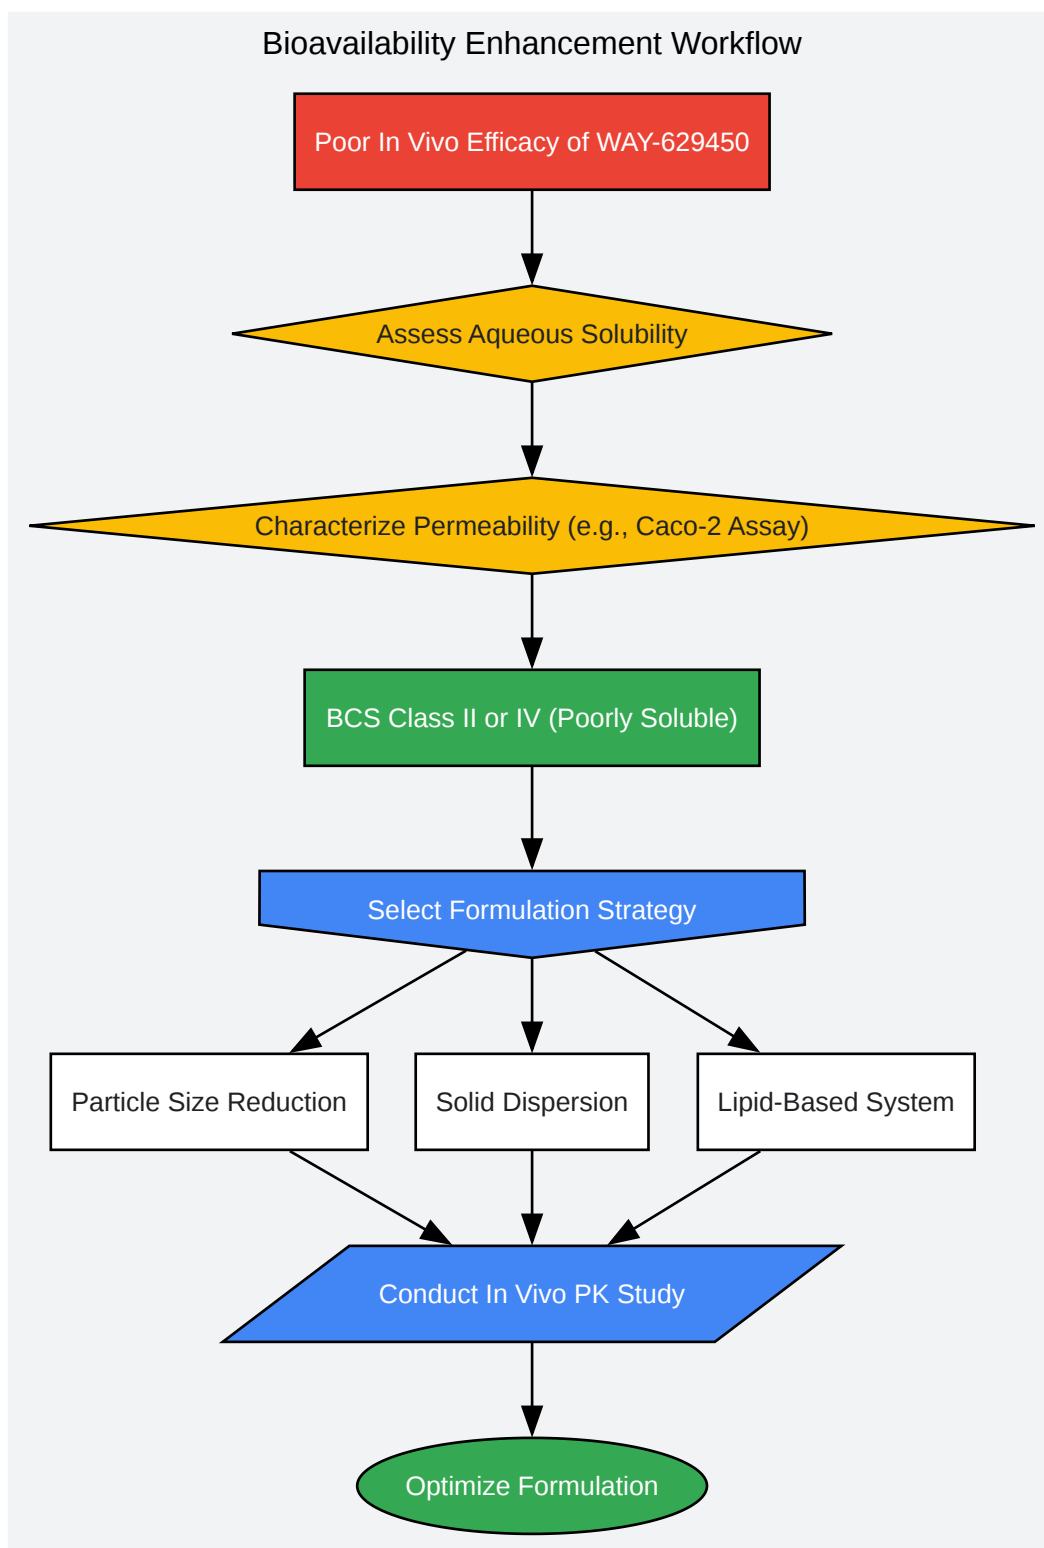 Bioavailability Enhancement Workflow
Poor In Vivo Efficacy of WAY-629450
Assess Aqueous Solubility
Characterize Permeability (e.g., Caco-2 Assay)
BCS Class II or IV (Poorly Soluble)
Select Formulation Strategy
Particle Size Reduction
Solid Dispersion
Lipid-Based System
Conduct In Vivo PK Study
Optimize Formulation